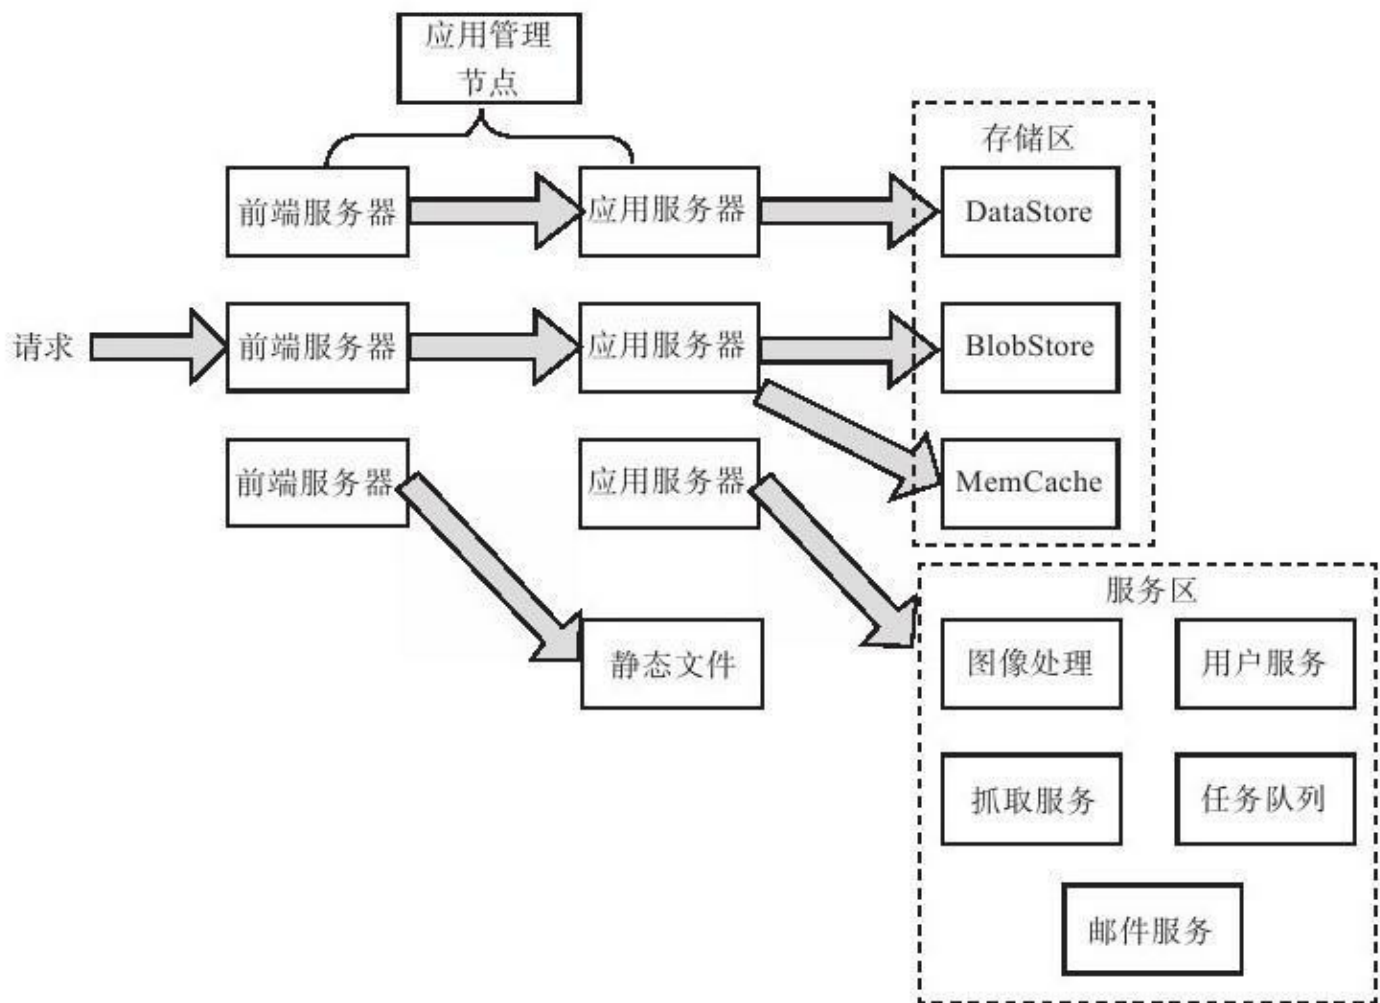 应用管理
节点
存储区
前端服务器
应用服务器
DataStore
请求
前端服务器
应用服务器
BlobStore
前端服务器
应用服务器
MemCache
服务区
静态文件
图像处理
用户服务
抓取服务
任务队列
邮件服务